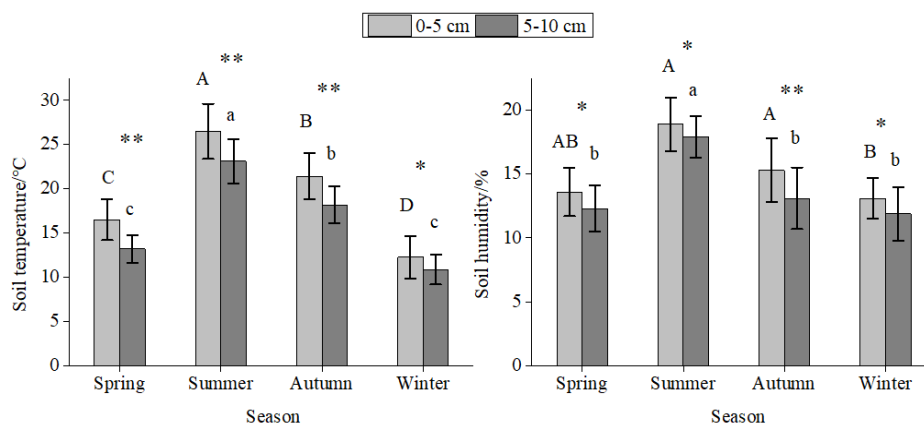 0-5 cm 5-10 cm
Soil temperature/°C
30
25
20
15
10
5
0
C ** c
A ** a
B ** b
D * c
Spring Summer Autumn Winter
Season
Soil humidity/%
20
15
10
5
0
AB * b
A * a
A ** b
B * b
Spring Summer Autumn Winter
Season